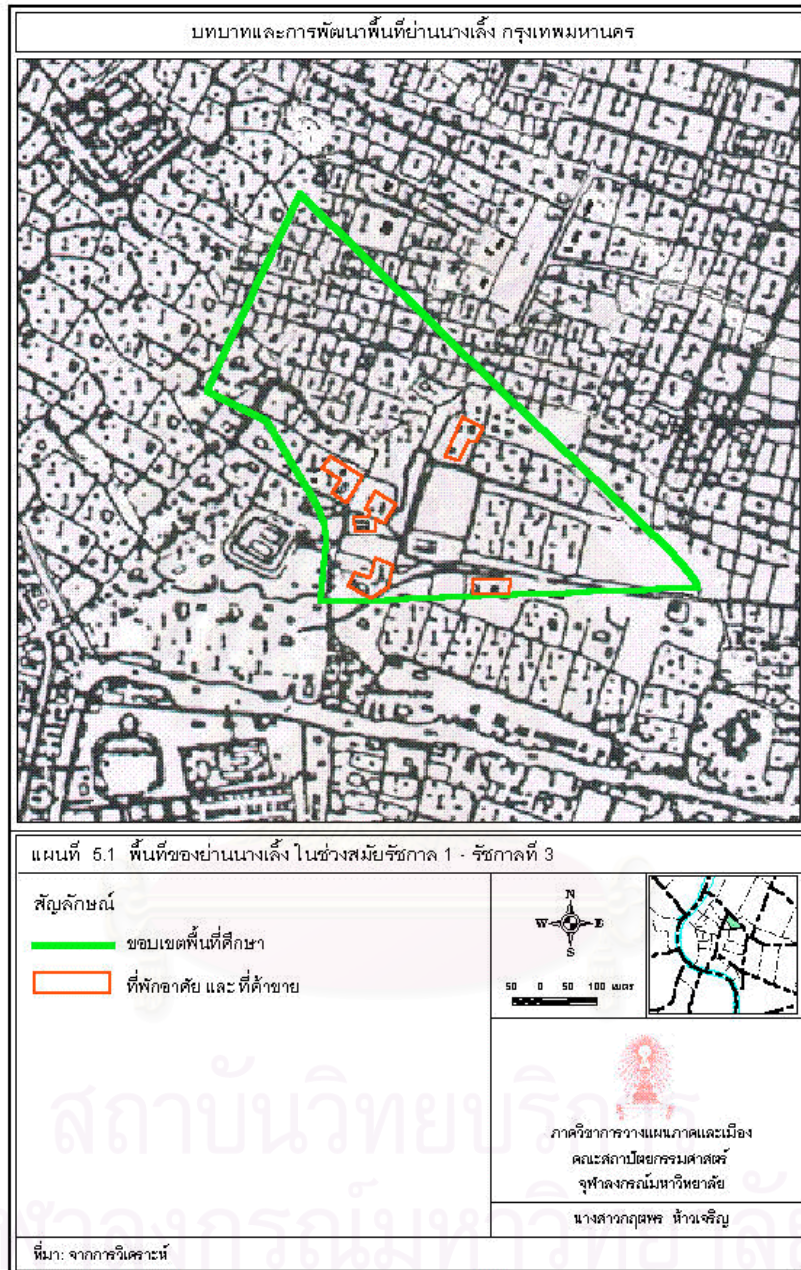 บทบาทและการพัฒนาพื้นที่ย่านนางเลิ้ง กรุงเทพมหานคร
แผนที่ 5.1 พื้นที่ของย่านนางเลิ้ง ในช่วงสมัยรัชกาล 1 - รัชกาลที่ 3
สัญลักษณ์
ขอบเขตพื้นที่ศึกษา
ที่พักอาศัย และ ที่ค้าขาย
N
W E
S
50 0 50 100 เมตร
ภาควิชาการวางแผนภาคและเมือง
คณะสถาปัตยกรรมศาสตร์
จุฬาลงกรณ์มหาวิทยาลัย
นางสาวกฤตพร ห้าวเจริญ
ที่มา: จากการวิเคราะห์
สถาบันวิทยบริการ
จุฬาลงกรณ์มหาวิทยาลัย